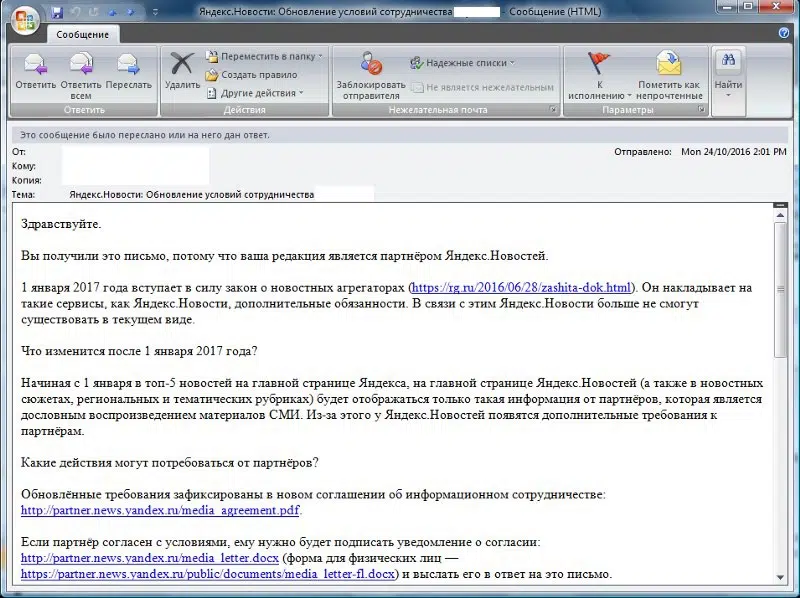 Яндекс.Новости: Обновление условий сотрудничества - Сообщение (HTML)
Сообщение
Ответить
Ответить всем
Переслать
Ответить
Удалить
Переместить в папку
Создать правило
Другие действия
Действия
Заблокировать отправителя
Надежные списки
Не является нежелательным
Нежелательная почта
К исполнению
Пометить как непрочтенные
Параметры
Найти
Это сообщение было переслано или на него дан ответ.
От:
Отправлено: Mon 24/10/2016 2:01 PM
Кому:
Копия:
Тема: Яндекс.Новости: Обновление условий сотрудничества
Здравствуйте.
Вы получили это письмо, потому что ваша редакция является партнёром Яндекс.Новостей.
1 января 2017 года вступает в силу закон о новостных агрегаторах (https://rg.ru/2016/06/28/zashita-dok.html). Он накладывает на
такие сервисы, как Яндекс.Новости, дополнительные обязанности. В связи с этим Яндекс.Новости больше не смогут
существовать в текущем виде.
Что изменится после 1 января 2017 года?
Начиная с 1 января в топ-5 новостей на главной странице Яндекса, на главной странице Яндекс.Новостей (а также в новостных
сюжетах, региональных и тематических рубриках) будет отображаться только такая информация от партнёров, которая является
дословным воспроизведением материалов СМИ. Из-за этого у Яндекс.Новостей появятся дополнительные требования к
партнёрам.
Какие действия могут потребоваться от партнёров?
Обновлённые требования зафиксированы в новом соглашении об информационном сотрудничестве:
http://partner.news.yandex.ru/media_agreement.pdf.
Если партнёр согласен с условиями, ему нужно будет подписать уведомление о согласии:
http://partner.news.yandex.ru/media_letter.docx (форма для физических лиц —
https://partner.news.yandex.ru/public/documents/media_letter-fl.docx) и выслать его в ответ на это письмо.